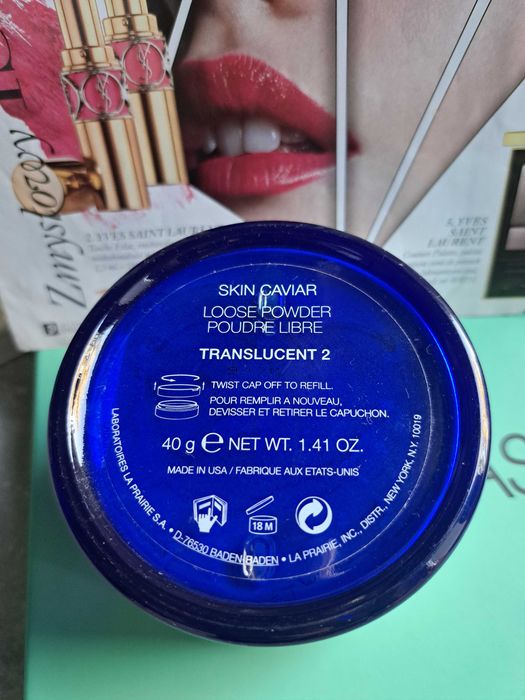 Zmysłowy
2. YVES SAINT LAURENT
5. YVES
SAINT
LAURENT
SKIN CAVIAR
LOOSE POWDER
POUDRE LIBRE
TRANSLUCENT 2
TWIST CAP OFF TO REFILL.
POUR REMPLIR A NOUVEAU,
DEVISSER ET RETIRER LE CAPUCHON.
40 g ℮ NET WT. 1.41 OZ.
MADE IN USA / FABRIQUE AUX ETATS-UNIS
18 M
LABORATOIRES LA PRAIRIE S.A. • D-76530 BADEN-BADEN • LA PRAIRIE, INC., DISTR., NEW YORK, N.Y. 10019